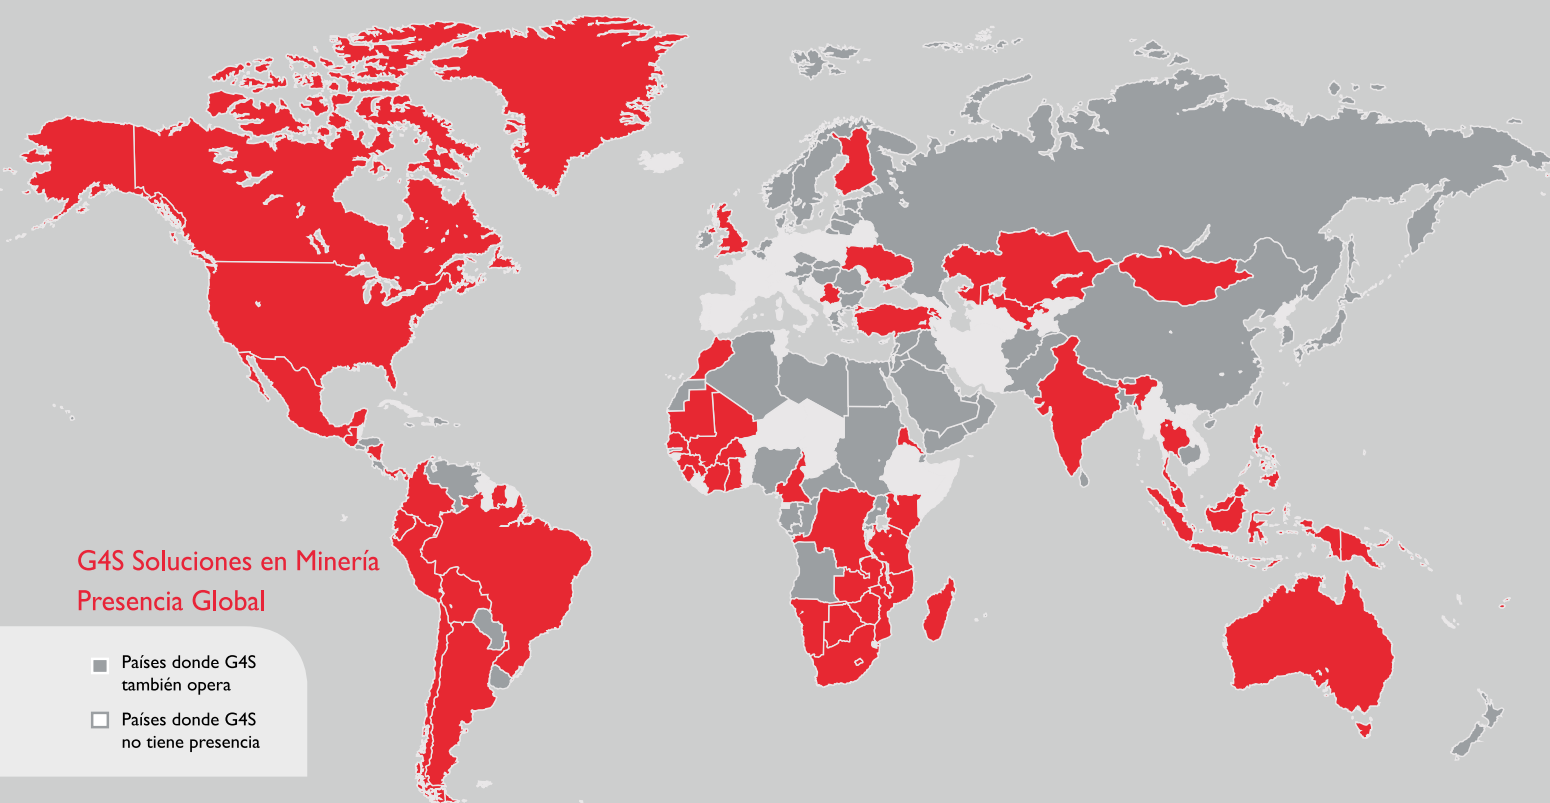 G4S Soluciones en Minería
Presencia Global
Países donde G4S
también opera
Países donde G4S
no tiene presencia